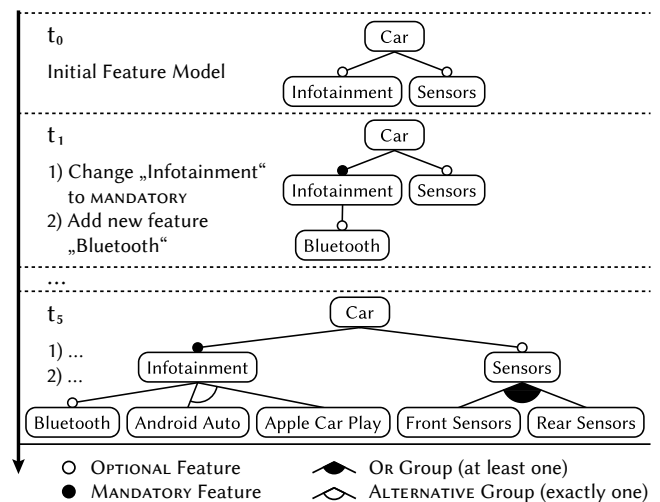 t0
Initial Feature Model
Car
Infotainment Sensors
t1
1) Change „Infotainment“
to MANDATORY
2) Add new feature
„Bluetooth“
Car
Infotainment Sensors
Bluetooth
...
t5
1) ...
2) ...
Car
Infotainment Sensors
Bluetooth Android Auto Apple Car Play Front Sensors Rear Sensors
OPTIONAL Feature OR Group (at least one)
MANDATORY Feature ALTERNATIVE Group (exactly one)